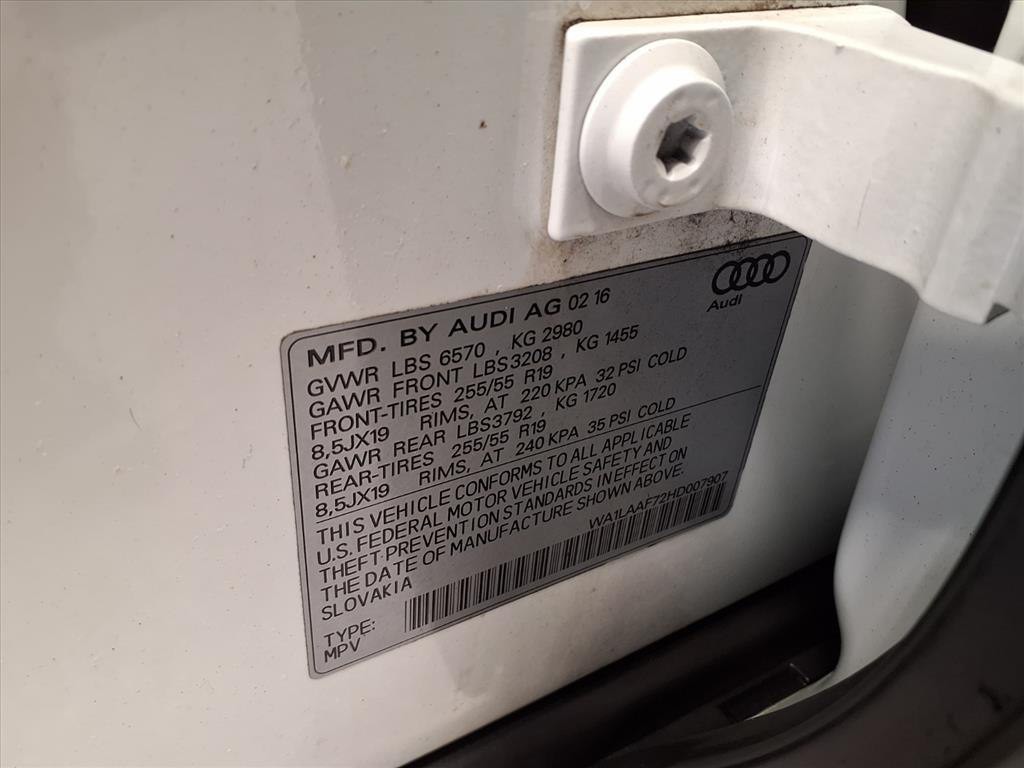 Audi
MFD. BY AUDI AG 02 16
GVWR LBS 6570 , KG 2980
GAWR FRONT LBS3208 , KG 1455
FRONT-TIRES 255/55 R19
8,5JX19 RIMS, AT 220 KPA 32 PSI COLD
GAWR REAR LBS3792 , KG 1720
REAR-TIRES 255/55 R19
8,5JX19 RIMS, AT 240 KPA 35 PSI COLD
THIS VEHICLE CONFORMS TO ALL APPLICABLE
U.S. FEDERAL MOTOR VEHICLE SAFETY AND
THEFT PREVENTION STANDARDS IN EFFECT ON
THE DATE OF MANUFACTURE SHOWN ABOVE.
SLOVAKIA
WA1LAAF72HD007907
TYPE:
MPV